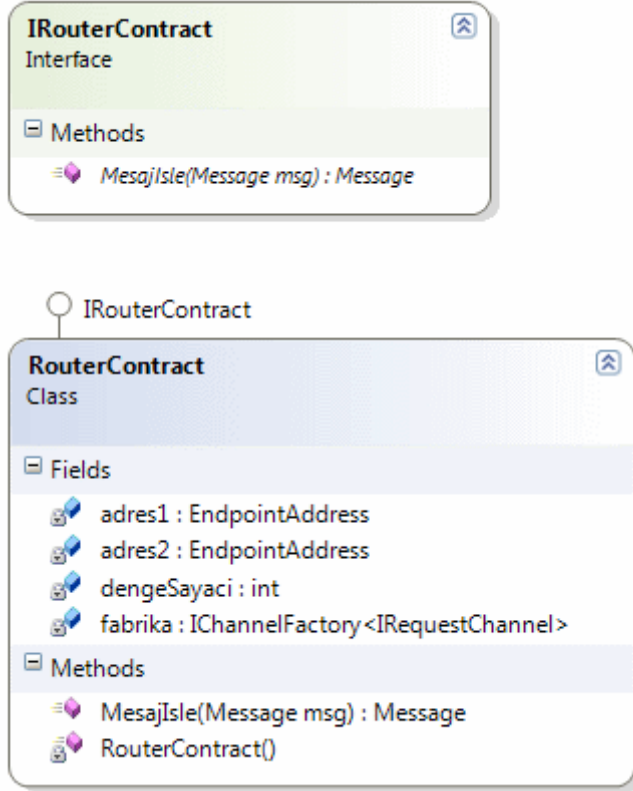 IRouterContract
Interface
Methods
MesajIsle(Message msg) : Message
IRouterContract
RouterContract
Class
Fields
adres1 : EndpointAddress
adres2 : EndpointAddress
dengeSayaci : int
fabrika : IChannelFactory<IRequestChannel>
Methods
MesajIsle(Message msg) : Message
RouterContract()